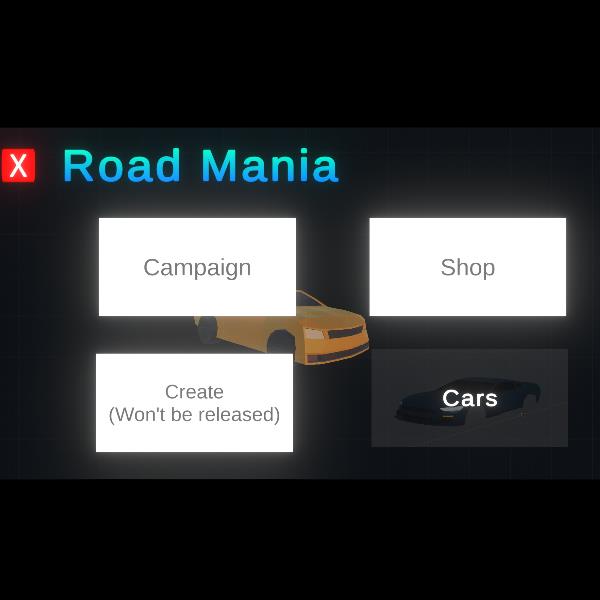 X
Road Mania
Campaign
Shop
Create
(Won't be released)
Cars